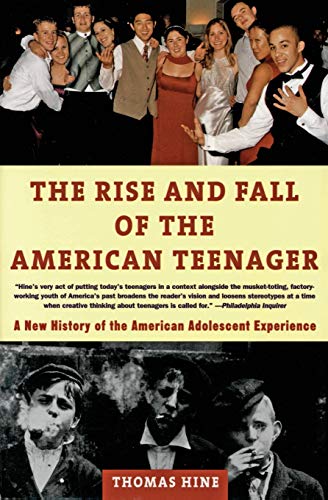 THE RISE AND FALL
OF THE
AMERICAN TEENAGER
"Hine's very act of putting today's teenagers in a context alongside the musket-toting, factory-
working youth of America's past broadens the reader's vision and loosens stereotypes at a time
when creative thinking about teenagers is called for." —Philadelphia Inquirer
A New History of the American Adolescent Experience
THOMAS HINE